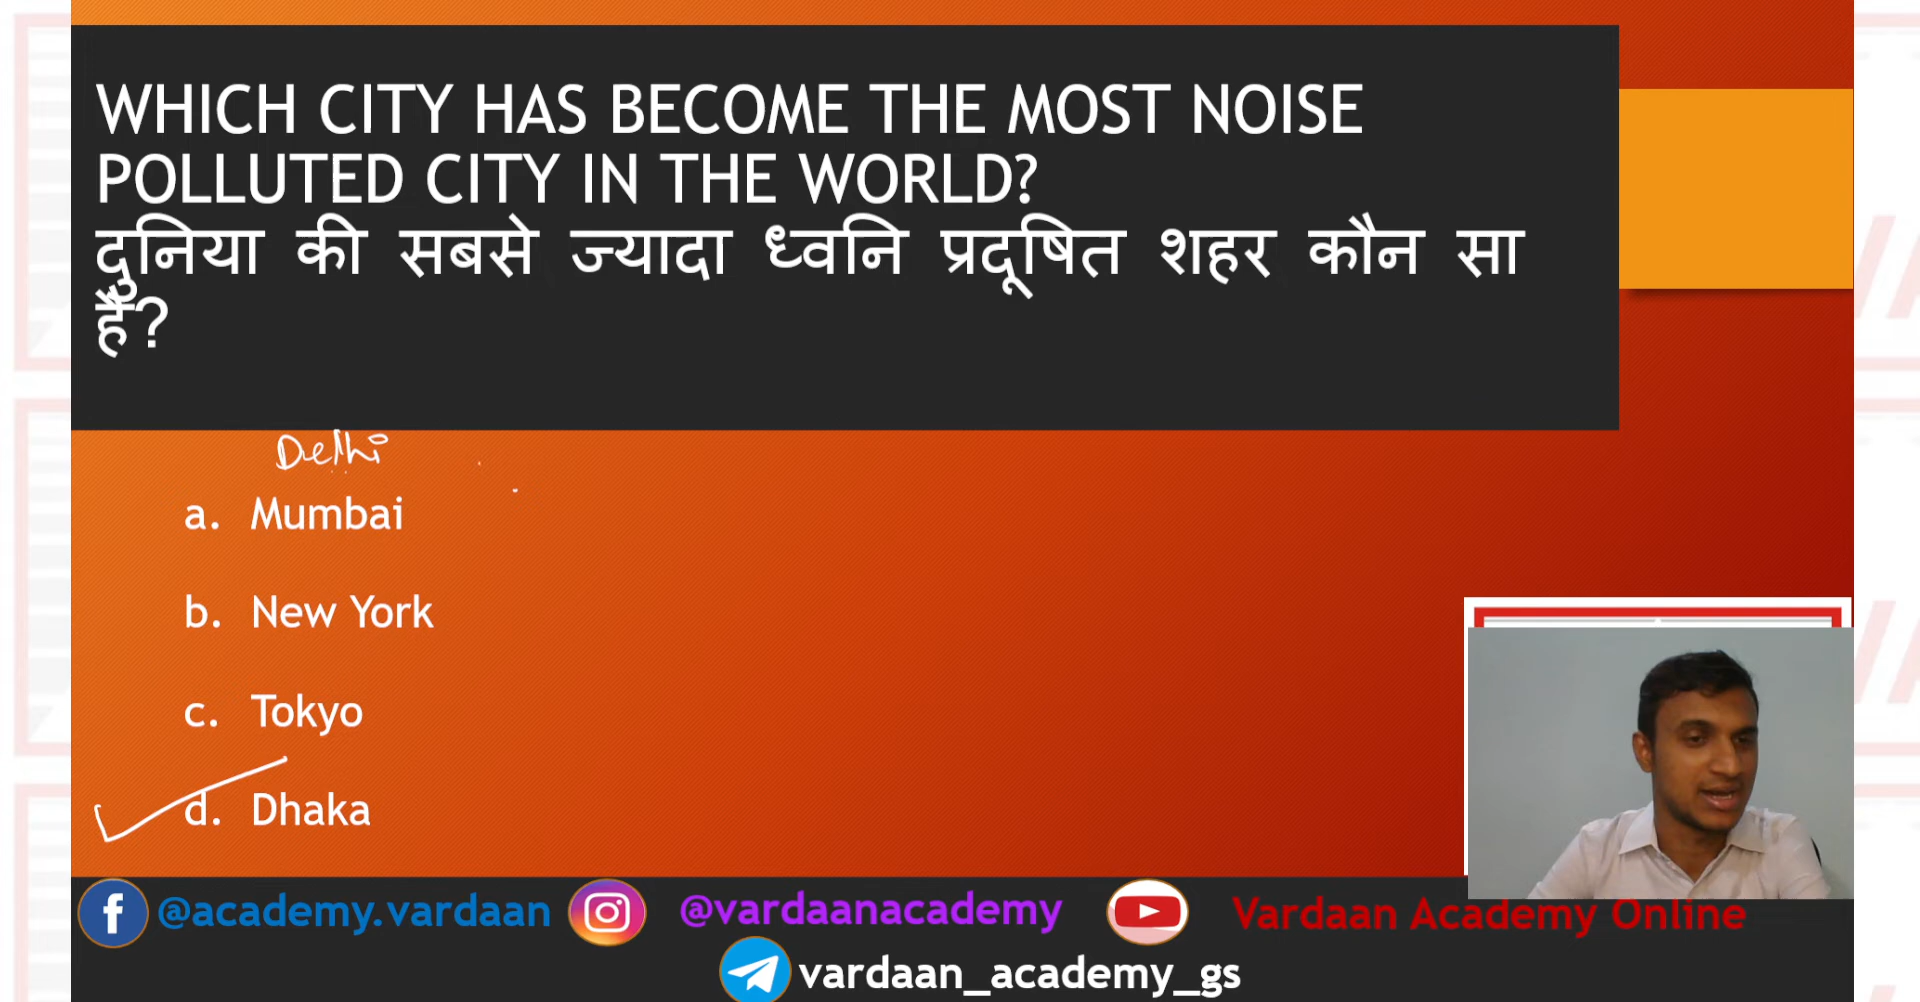 WHICH CITY HAS BECOME THE MOST NOISE
POLLUTED CITY IN THE WORLD?
दुनिया की सबसे ज्यादा ध्वनि प्रदूषित शहर कौन सा
है?
Delhi
a. Mumbai
b. New York
c. Tokyo
d. Dhaka
@academy.vardaan @vardaanacademy Vardaan Academy Online
vardaan_academy_gs